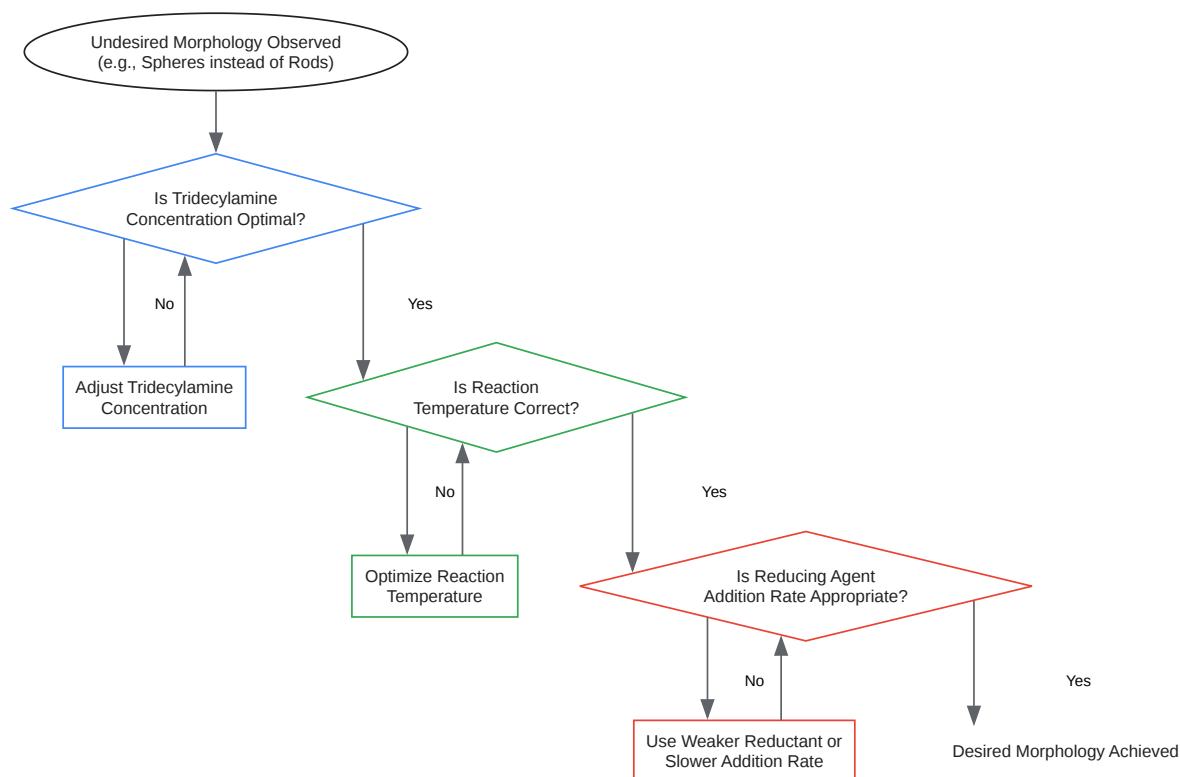 Undesired Morphology Observed
(e.g., Spheres instead of Rods)
Is Tridecylamine
Concentration Optimal?
No
Yes
Adjust Tridecylamine
Concentration
Is Reaction
Temperature Correct?
No
Yes
Optimize Reaction
Temperature
Is Reducing Agent
Addition Rate Appropriate?
No
Yes
Use Weaker Reductant or
Slower Addition Rate
Desired Morphology Achieved